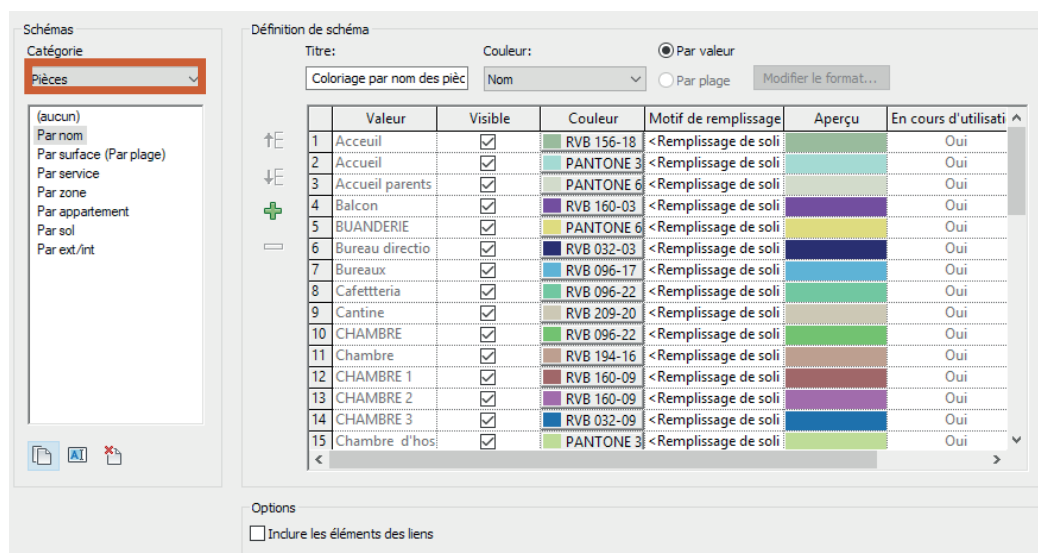 Schémas
Catégorie
Pièces
(aucun)
Par nom
Par surface (Par plage)
Par service
Par zone
Par appartement
Par sol
Par ext/int
Définition de schéma
Titre:
Couleur:
Par valeur
Coloriage par nom des pièc
Nom
Par plage
Modifier le format...
Valeur Visible Couleur Motif de remplissage Aperçu En cours d'utilisati
1 Acceuil RVB 156-18 <Remplissage de soli Oui
2 Accueil PANTONE 3 <Remplissage de soli Oui
3 Accueil parents PANTONE 6 <Remplissage de soli Oui
4 Balcon RVB 160-03 <Remplissage de soli Oui
5 BUANDERIE PANTONE 6 <Remplissage de soli Oui
6 Bureau directio RVB 032-03 <Remplissage de soli Oui
7 Bureaux RVB 096-17 <Remplissage de soli Oui
8 Cafettteria RVB 096-22 <Remplissage de soli Oui
9 Cantine RVB 209-20 <Remplissage de soli Oui
10 CHAMBRE RVB 096-22 <Remplissage de soli Oui
11 Chambre RVB 194-16 <Remplissage de soli Oui
12 CHAMBRE 1 RVB 160-09 <Remplissage de soli Oui
13 CHAMBRE 2 RVB 160-09 <Remplissage de soli Oui
14 CHAMBRE 3 RVB 032-09 <Remplissage de soli Oui
15 Chambre d'hos PANTONE 3 <Remplissage de soli Oui
Options
Inclure les éléments des liens